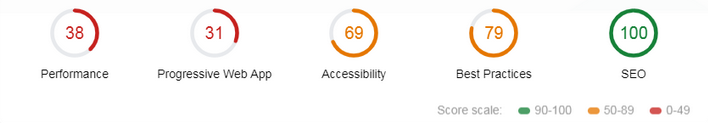 38 31 69 79 100
Performance Progressive Web App Accessibility Best Practices SEO
Score scale: 90-100 50-89 0-49